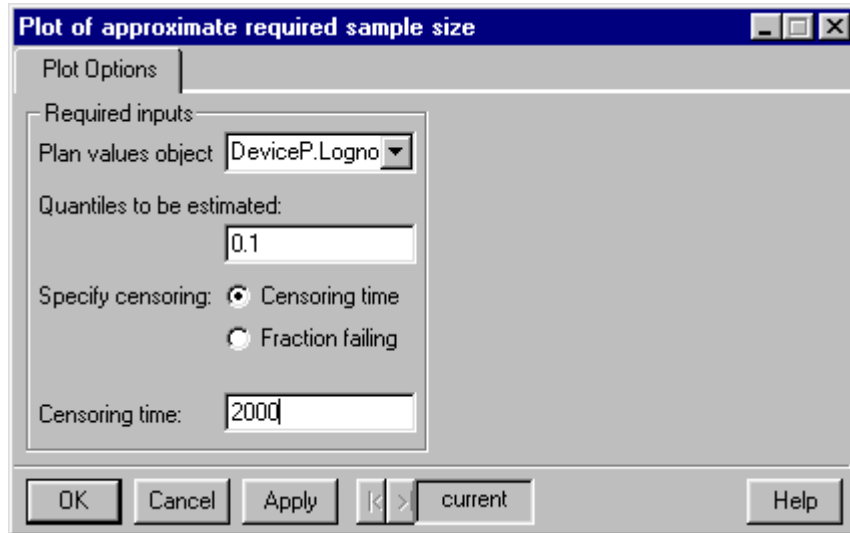 Plot of approximate required sample size
Plot Options
Required inputs
Plan values object DeviceP.Logno
Quantiles to be estimated:
0.1
Specify censoring: Censoring time
Fraction failing
Censoring time: 2000
OK Cancel Apply |< >| current Help